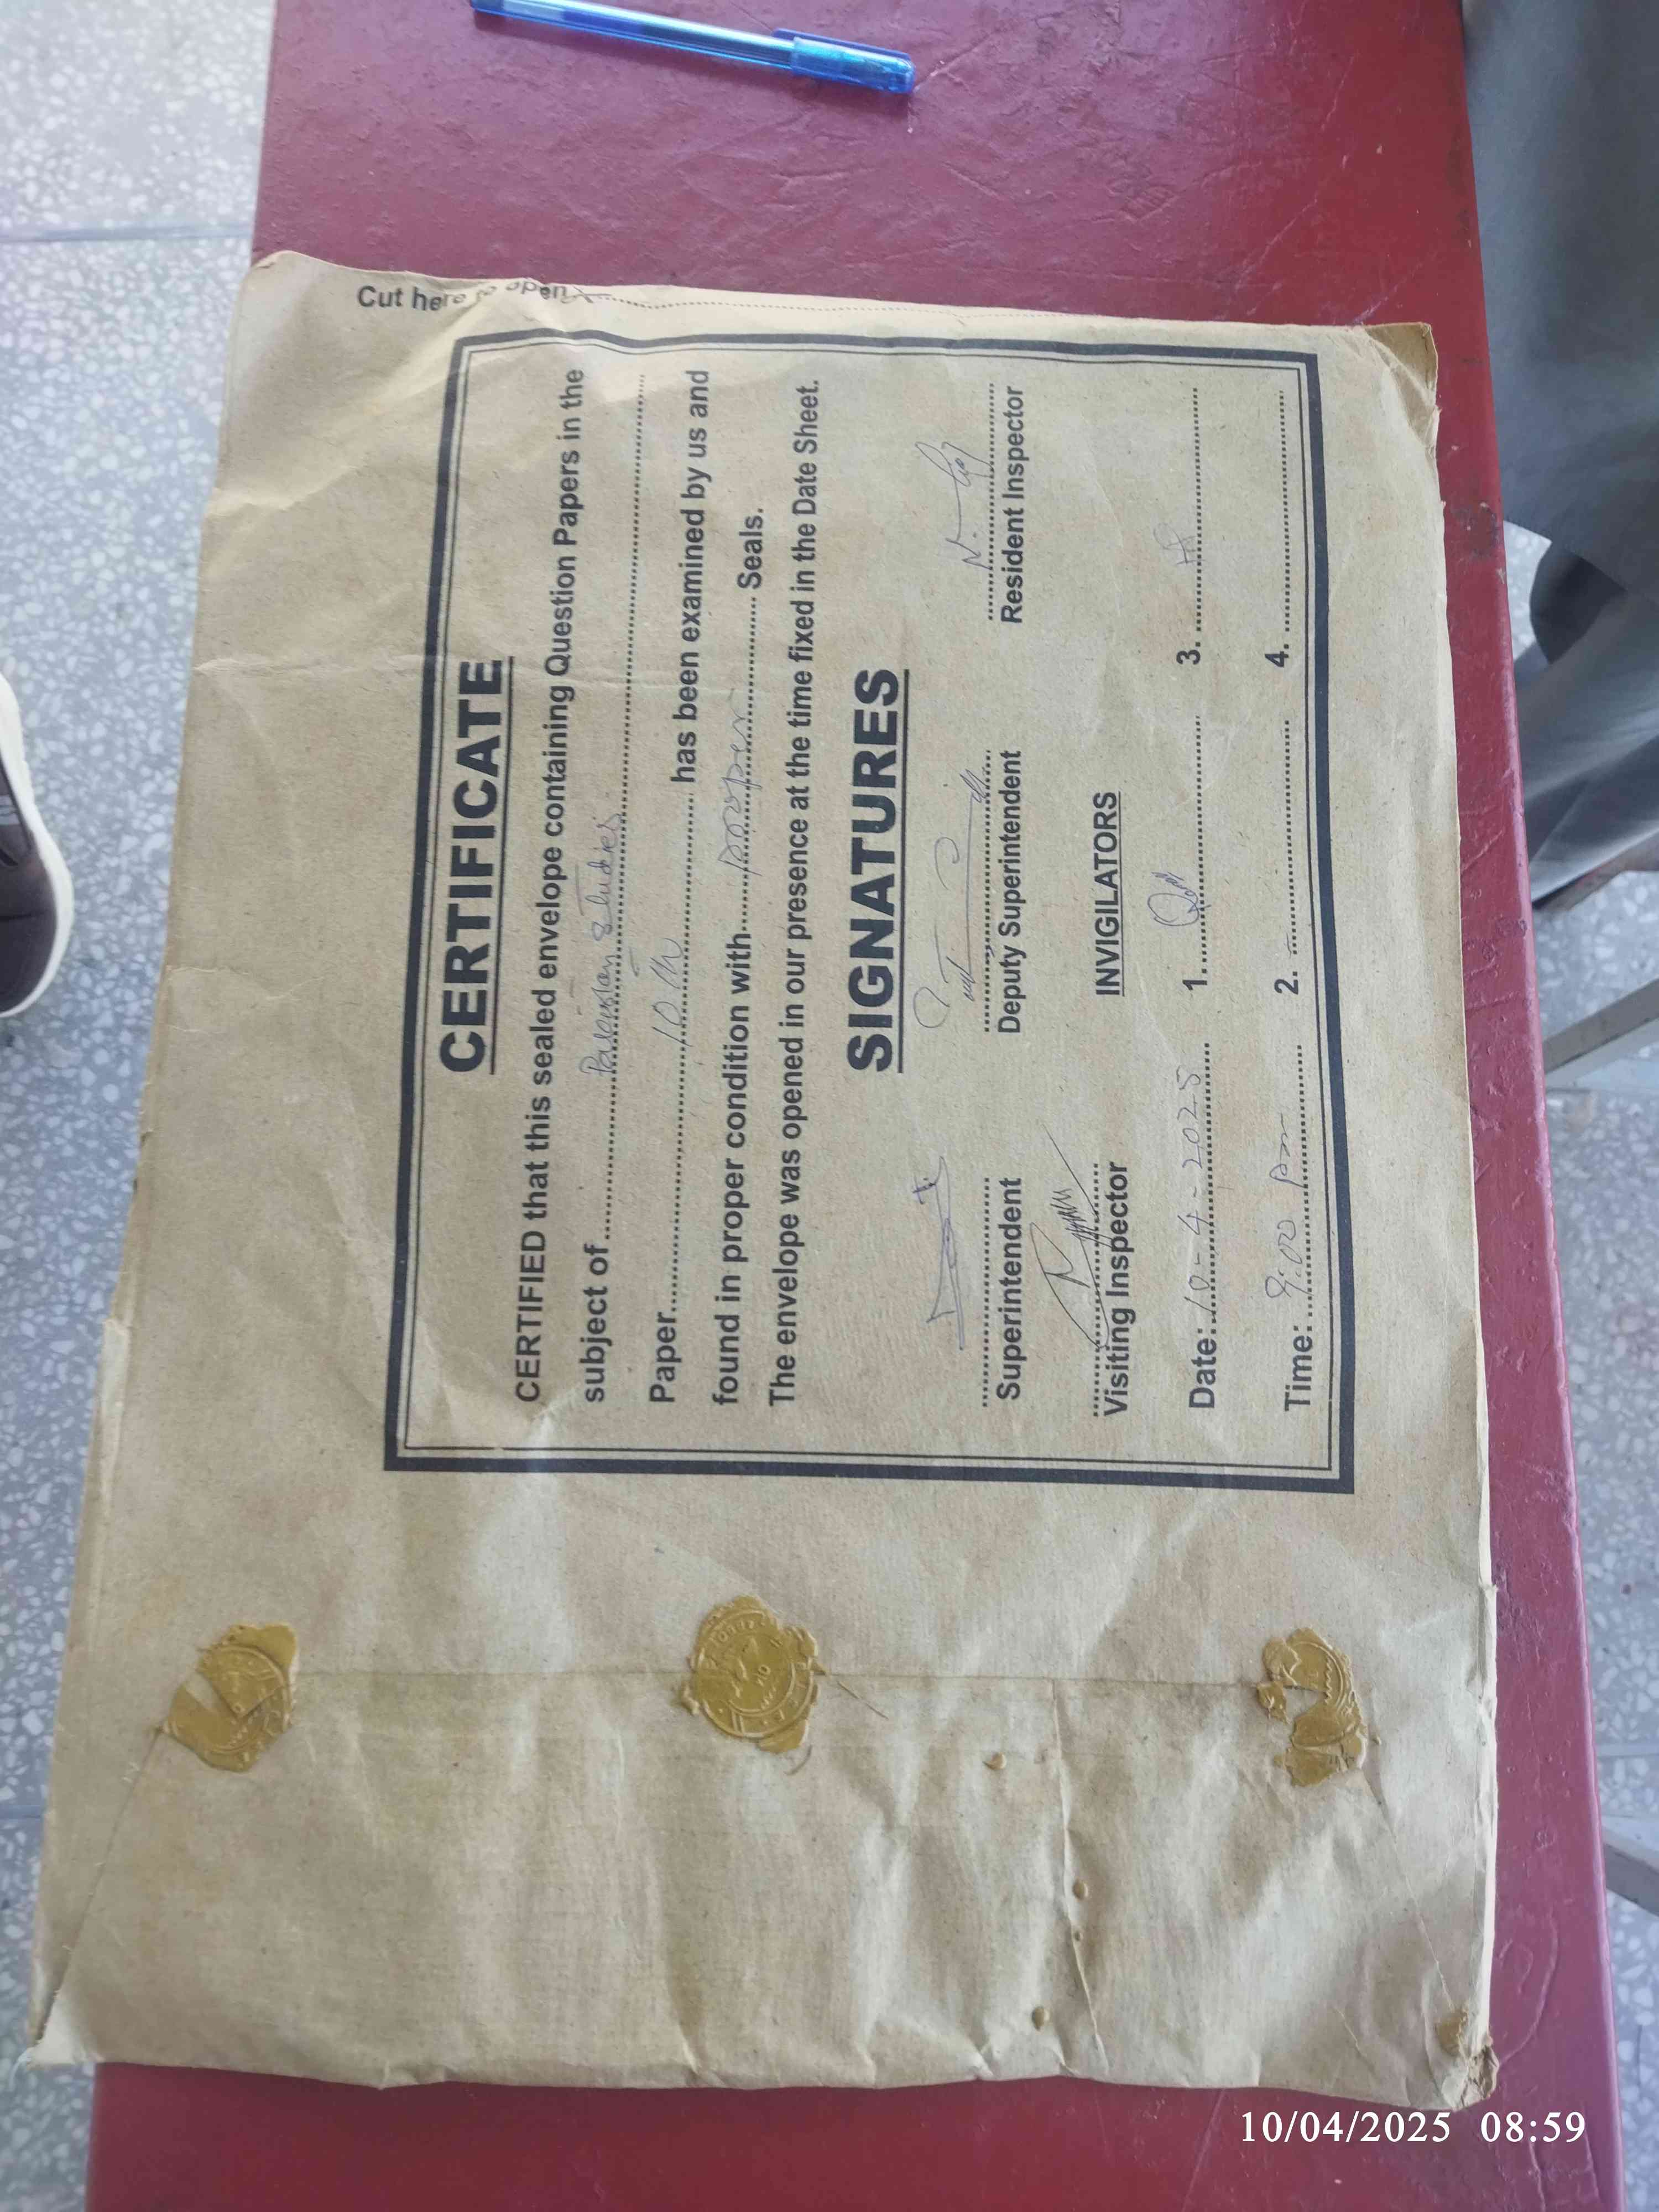 Cut here to open
CERTIFICATE
CERTIFIED that this sealed envelope containing Question Papers in the
subject of Pakistan Studies
Paper 10th has been examined by us and
found in proper condition with proper Seals.
The envelope was opened in our presence at the time fixed in the Date Sheet.
SIGNATURES
Superintendent Deputy Superintendent Resident Inspector
Visiting Inspector
INVIGILATORS
Date: 10-4-2025 1. 3.
Time: 9:00 pm 2. 4.
10/04/2025 08:59